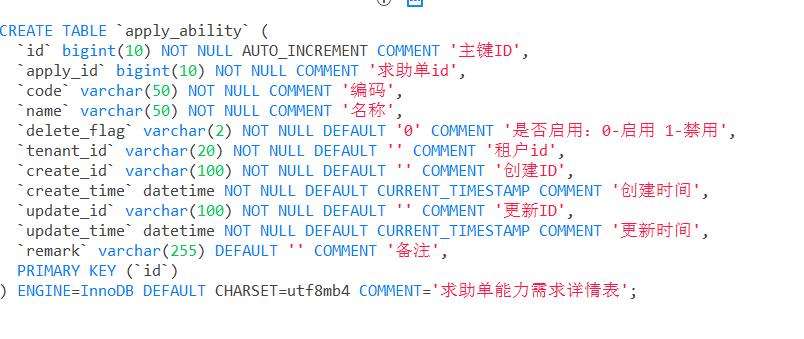 CREATE TABLE `apply_ability` (
  `id` bigint(10) NOT NULL AUTO_INCREMENT COMMENT '主键ID',
  `apply_id` bigint(10) NOT NULL COMMENT '求助单id',
  `code` varchar(50) NOT NULL COMMENT '编码',
  `name` varchar(50) NOT NULL COMMENT '名称',
  `delete_flag` varchar(2) NOT NULL DEFAULT '0' COMMENT '是否启用：0-启用 1-禁用',
  `tenant_id` varchar(20) NOT NULL DEFAULT '' COMMENT '租户id',
  `create_id` varchar(100) NOT NULL DEFAULT '' COMMENT '创建ID',
  `create_time` datetime NOT NULL DEFAULT CURRENT_TIMESTAMP COMMENT '创建时间',
  `update_id` varchar(100) NOT NULL DEFAULT '' COMMENT '更新ID',
  `update_time` datetime NOT NULL DEFAULT CURRENT_TIMESTAMP COMMENT '更新时间',
  `remark` varchar(255) DEFAULT '' COMMENT '备注',
  PRIMARY KEY (`id`)
) ENGINE=InnoDB DEFAULT CHARSET=utf8mb4 COMMENT='求助单能力需求详情表';